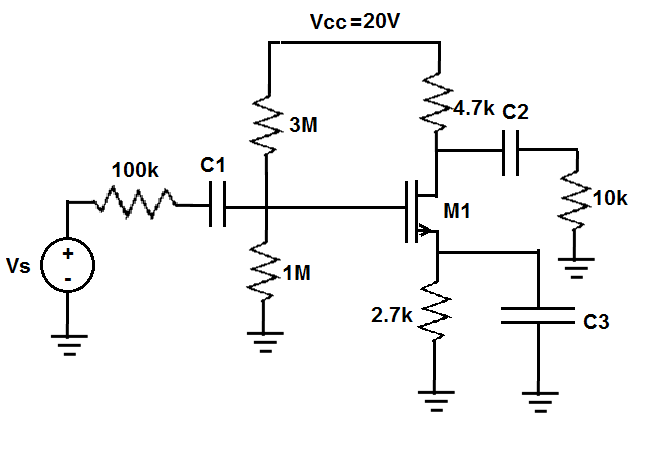 Vcc=20V
4.7k
C2
3M
100k
C1
10k
M1
+
Vs
-
1M
2.7k
C3